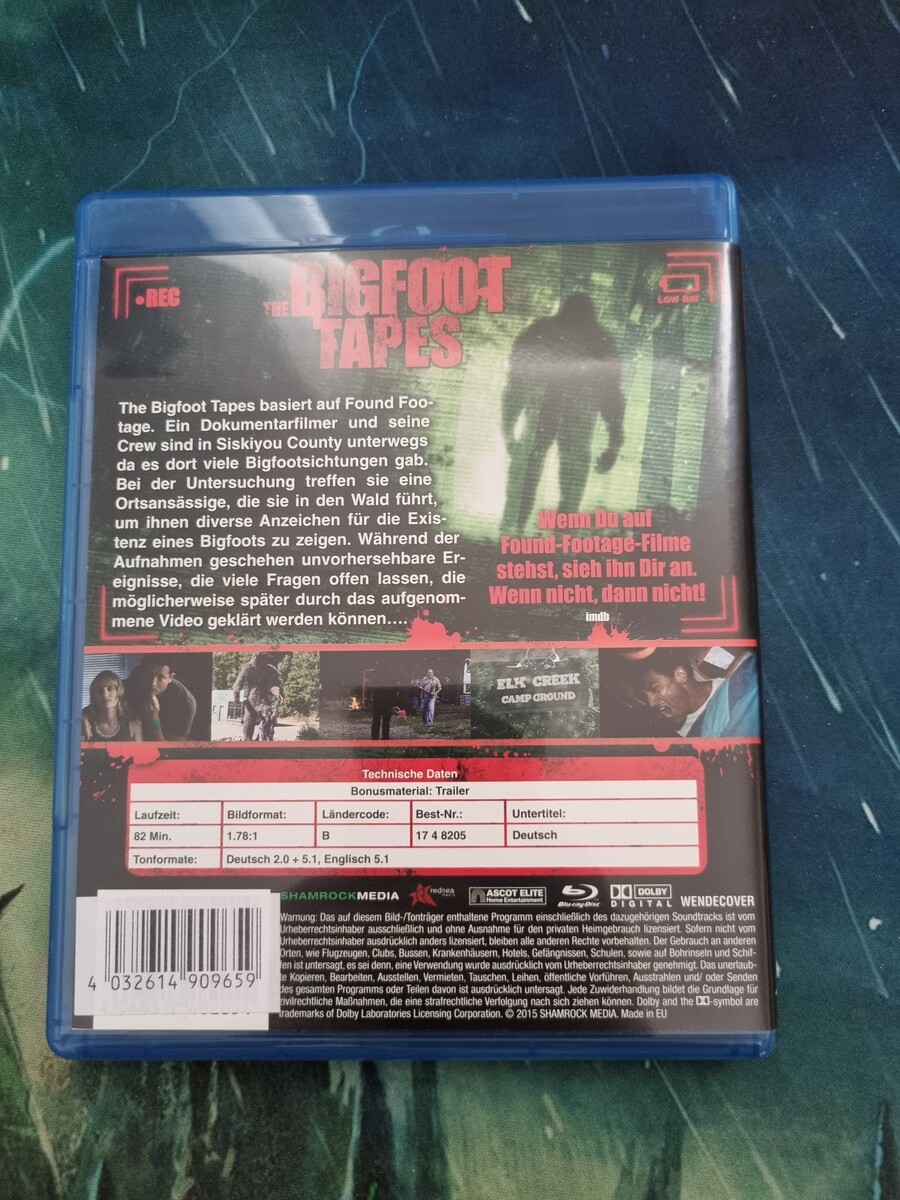 •REC
THE BIGFOOT
TAPES
LOW BAT
The Bigfoot Tapes basiert auf Found Foo-
tage. Ein Dokumentarfilmer und seine
Crew sind in Siskiyou County unterwegs
da es dort viele Bigfootsichtungen gab.
Bei der Untersuchung treffen sie eine
Ortsansässige, die sie in den Wald führt,
um ihnen diverse Anzeichen für die Exis-
tenz eines Bigfoots zu zeigen. Während der
Aufnahmen geschehen unvorhersehbare Er-
eignisse, die viele Fragen offen lassen, die
möglicherweise später durch das aufgenom-
mene Video geklärt werden können....
Wenn Du auf
Found-Footage-Filme
stehst, sieh ihn Dir an.
Wenn nicht, dann nicht!
imdb
ELK CREEK
CAMP GROUND
Technische Daten
Bonusmaterial: Trailer
Laufzeit: Bildformat: Ländercode: Best-Nr.: Untertitel:
82 Min. 1.78:1 B 17 4 8205 Deutsch
Tonformate: Deutsch 2.0 + 5.1, Englisch 5.1
SHAMROCKMEDIA rednea ASCOT ELITE Home Entertainment Blu-ray Disc DOLBY DIGITAL WENDECOVER
Warnung: Das auf diesem Bild-/Tonträger enthaltene Programm einschließlich des dazugehörigen Soundtracks ist vom
Urheberrechtsinhaber ausschließlich und ohne Ausnahme für den privaten Heimgebrauch lizensiert. Sofern nicht vom
Urheberrechtsinhaber ausdrücklich anders lizensiert, bleiben alle anderen Rechte vorbehalten. Der Gebrauch an anderen
Orten, wie Flugzeugen, Clubs, Bussen, Krankenhäusern, Hotels, Gefängnissen, Schulen, sowie auf Bohrinseln und Schif-
fen ist untersagt, es sei denn, eine Verwendung wurde ausdrücklich vom Urheberrechtsinhaber genehmigt. Das unerlaub-
te Kopieren, Bearbeiten, Ausstellen, Vermieten, Tauschen, Leihen, öffentliche Vorführen, Ausstrahlen und/ oder Senden
des gesamten Programms oder Teilen davon ist ausdrücklich untersagt. Jede Zuwiderhandlung bildet die Grundlage für
zivilrechtliche Maßnahmen, die eine strafrechtliche Verfolgung nach sich ziehen können. Dolby and the DD-symbol are
trademarks of Dolby Laboratories Licensing Corporation. © 2015 SHAMROCK MEDIA. Made in EU
4 032614 909659